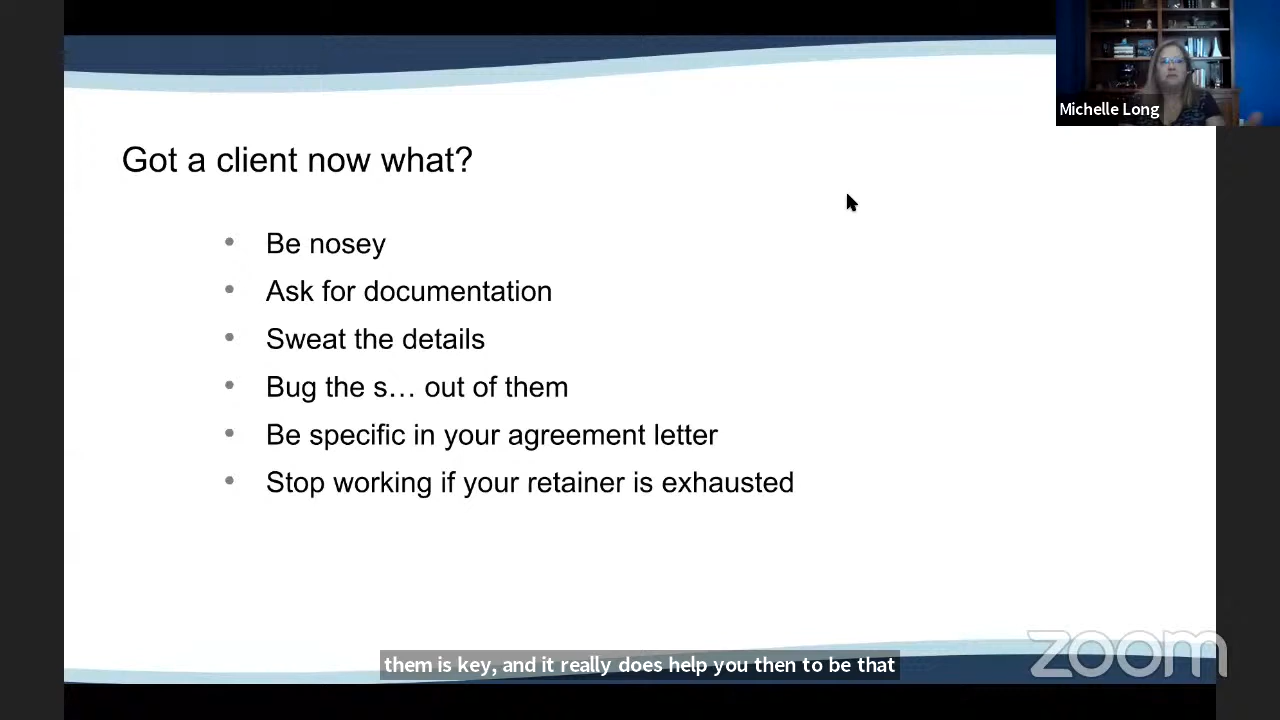 Michelle Long
Got a client now what?
Be nosey
Ask for documentation
Sweat the details
Bug the s… out of them
Be specific in your agreement letter
Stop working if your retainer is exhausted
them is key, and it really does help you then to be that
zoom